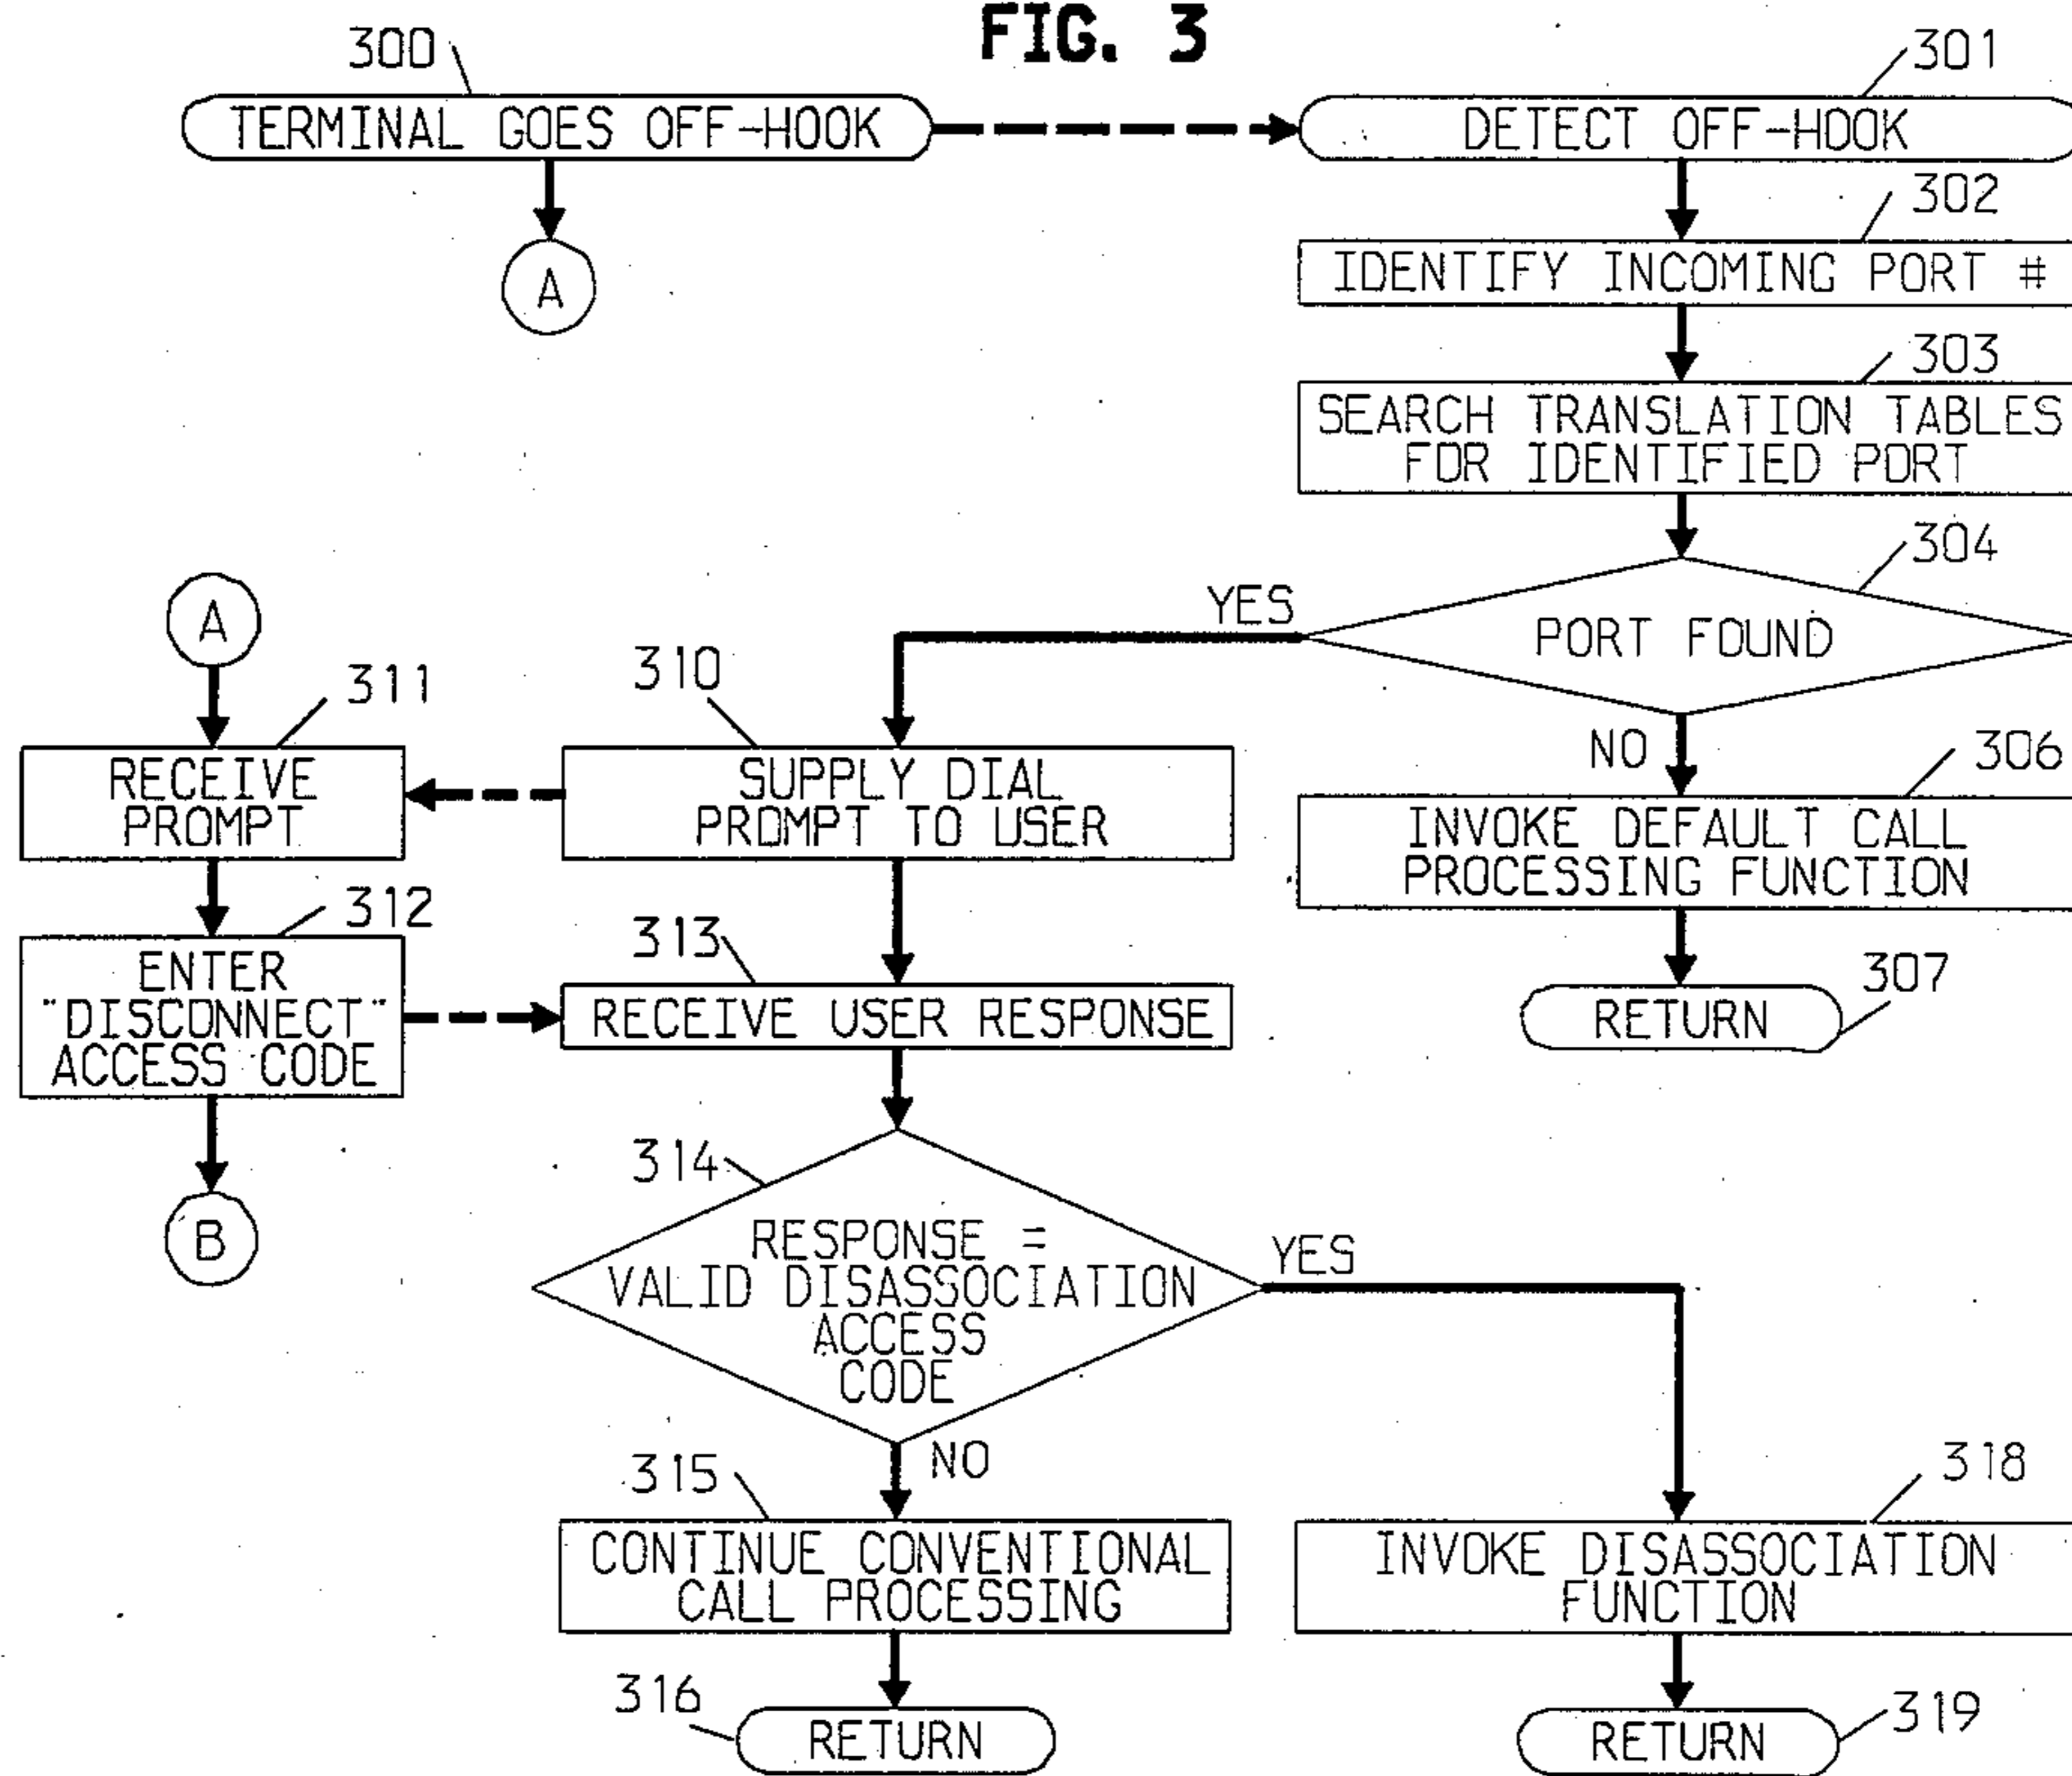 FIG. 3
300
301
TERMINAL GOES OFF-HOOK
DETECT OFF-HOOK
302
A
IDENTIFY INCOMING PORT #
303
SEARCH TRANSLATION TABLES
FOR IDENTIFIED PORT
304
A
YES
PORT FOUND
311
310
NO
306
RECEIVE
PROMPT
SUPPLY DIAL
PROMPT TO USER
INVOKE DEFAULT CALL
PROCESSING FUNCTION
312
313
307
ENTER
"DISCONNECT"
ACCESS CODE
RECEIVE USER RESPONSE
RETURN
314
B
RESPONSE =
VALID DISASSOCIATION
ACCESS
CODE
YES
NO
315
318
CONTINUE CONVENTIONAL
CALL PROCESSING
INVOKE DISASSOCIATION
FUNCTION
316
319
RETURN
RETURN